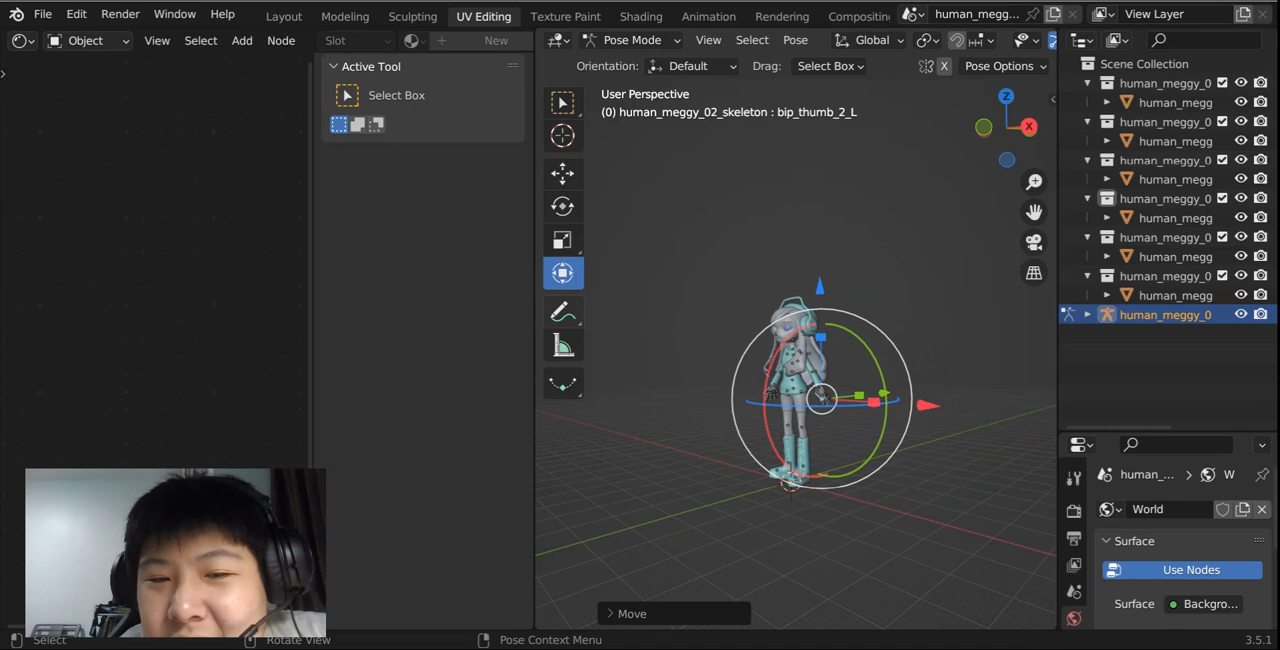 File Edit Render Window Help Layout Modeling Sculpting UV Editing Texture Paint Shading Animation Rendering Compositin human_megg... View Layer
Object View Select Add Node Slot New Pose Mode View Select Pose Global
Active Tool
Select Box
Orientation: Default Drag: Select Box X Pose Options
User Perspective
(0) human_meggy_02_skeleton : bip_thumb_2_L
Z
X
Scene Collection
human_meggy_0
human_megg
human_meggy_0
human_megg
human_meggy_0
human_megg
human_meggy_0
human_megg
human_meggy_0
human_megg
human_meggy_0
human_megg
human_meggy_0
human_... W
World
Surface
Use Nodes
Surface Backgro...
Move
Select Rotate View Pose Context Menu 3.5.1